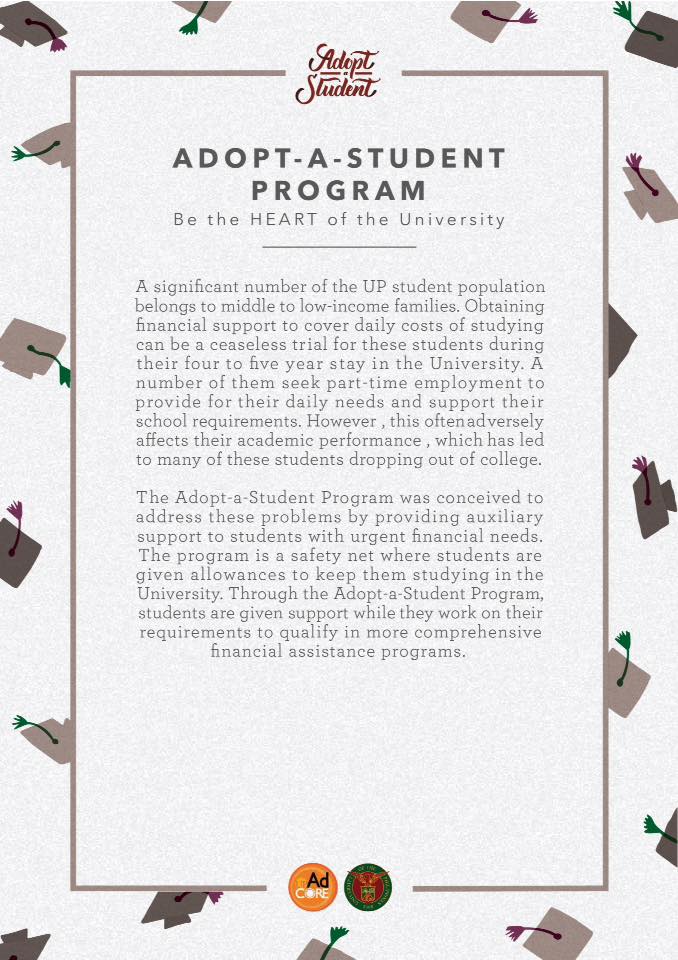 Adopt
A
Student
ADOPT-A-STUDENT
PROGRAM
Be the HEART of the University
A significant number of the UP student population
belongs to middle to low-income families. Obtaining
financial support to cover daily costs of studying
can be a ceaseless trial for these students during
their four to five year stay in the University. A
number of them seek part-time employment to
provide for their daily needs and support their
school requirements. However , this often adversely
affects their academic performance , which has led
to many of these students dropping out of college.
The Adopt-a-Student Program was conceived to
address these problems by providing auxiliary
support to students with urgent financial needs.
The program is a safety net where students are
given allowances to keep them studying in the
University. Through the Adopt-a-Student Program,
students are given support while they work on their
requirements to qualify in more comprehensive
financial assistance programs.
Ad
CORE
UNIVERSITY OF THE PHILIPPINES